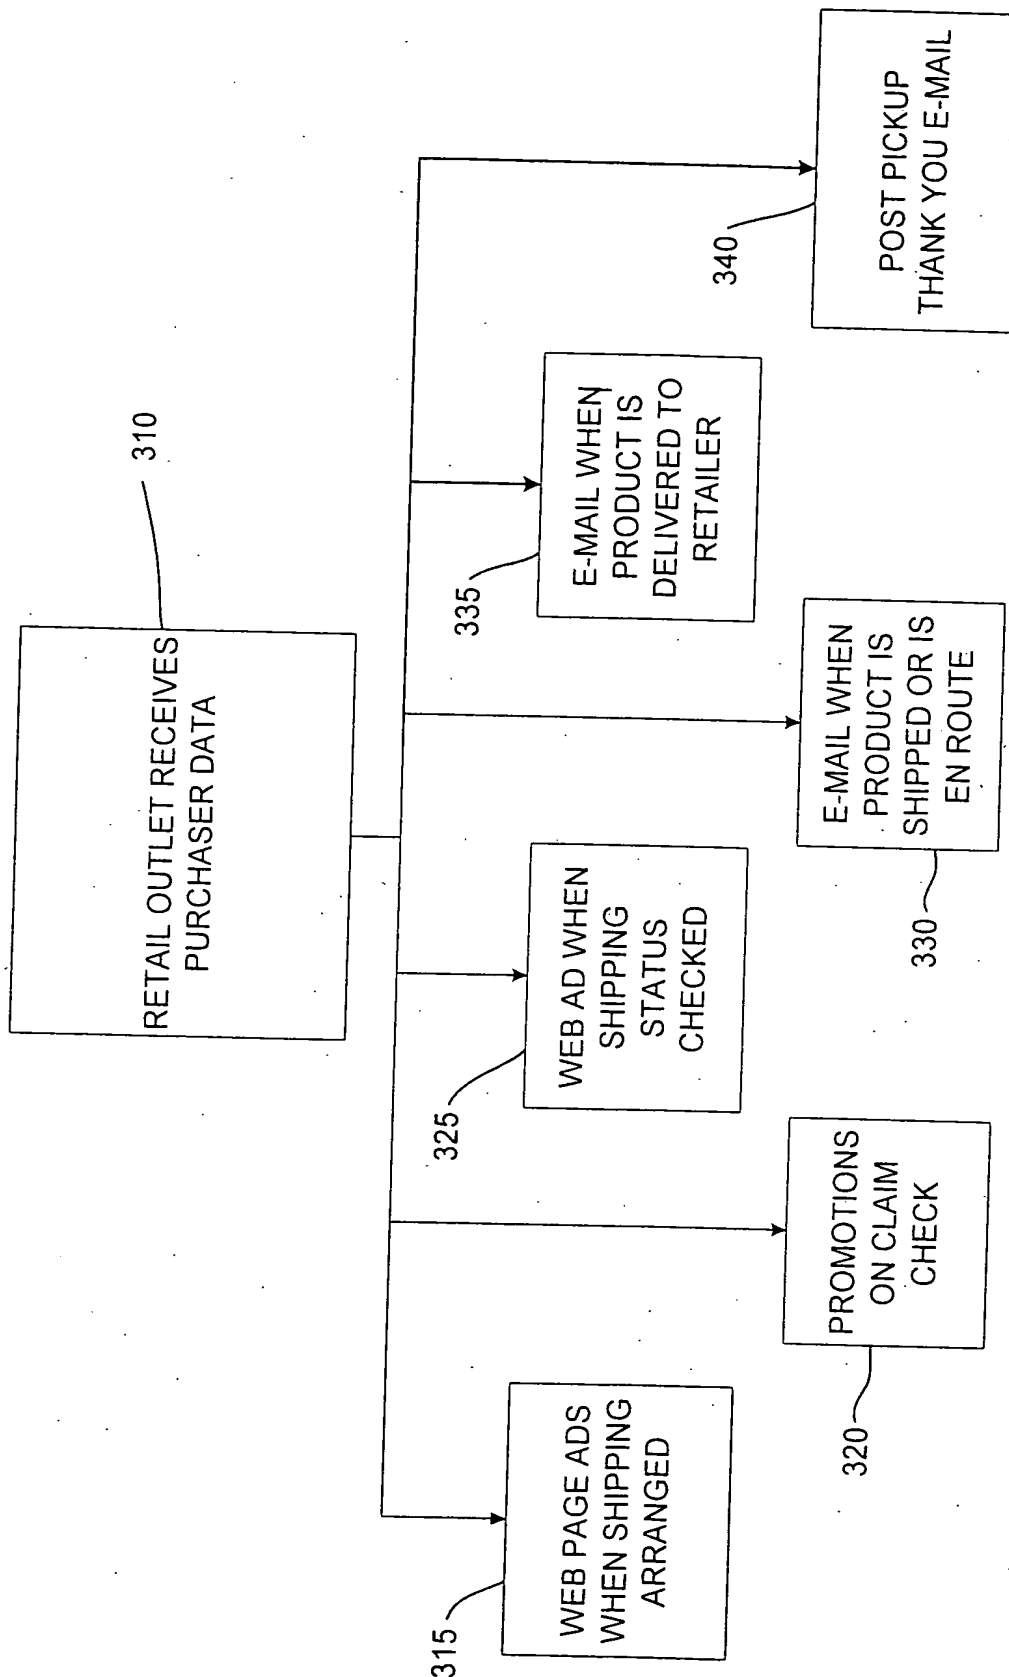 310
RETAIL OUTLET RECEIVES
PURCHASER DATA
315
WEB PAGE ADS
WHEN SHIPPING
ARRANGED
320
PROMOTIONS
ON CLAIM
CHECK
325
WEB AD WHEN
SHIPPING
STATUS
CHECKED
330
E-MAIL WHEN
PRODUCT IS
SHIPPED OR IS
EN ROUTE
335
E-MAIL WHEN
PRODUCT IS
DELIVERED TO
RETAILER
340
POST PICKUP
THANK YOU E-MAIL